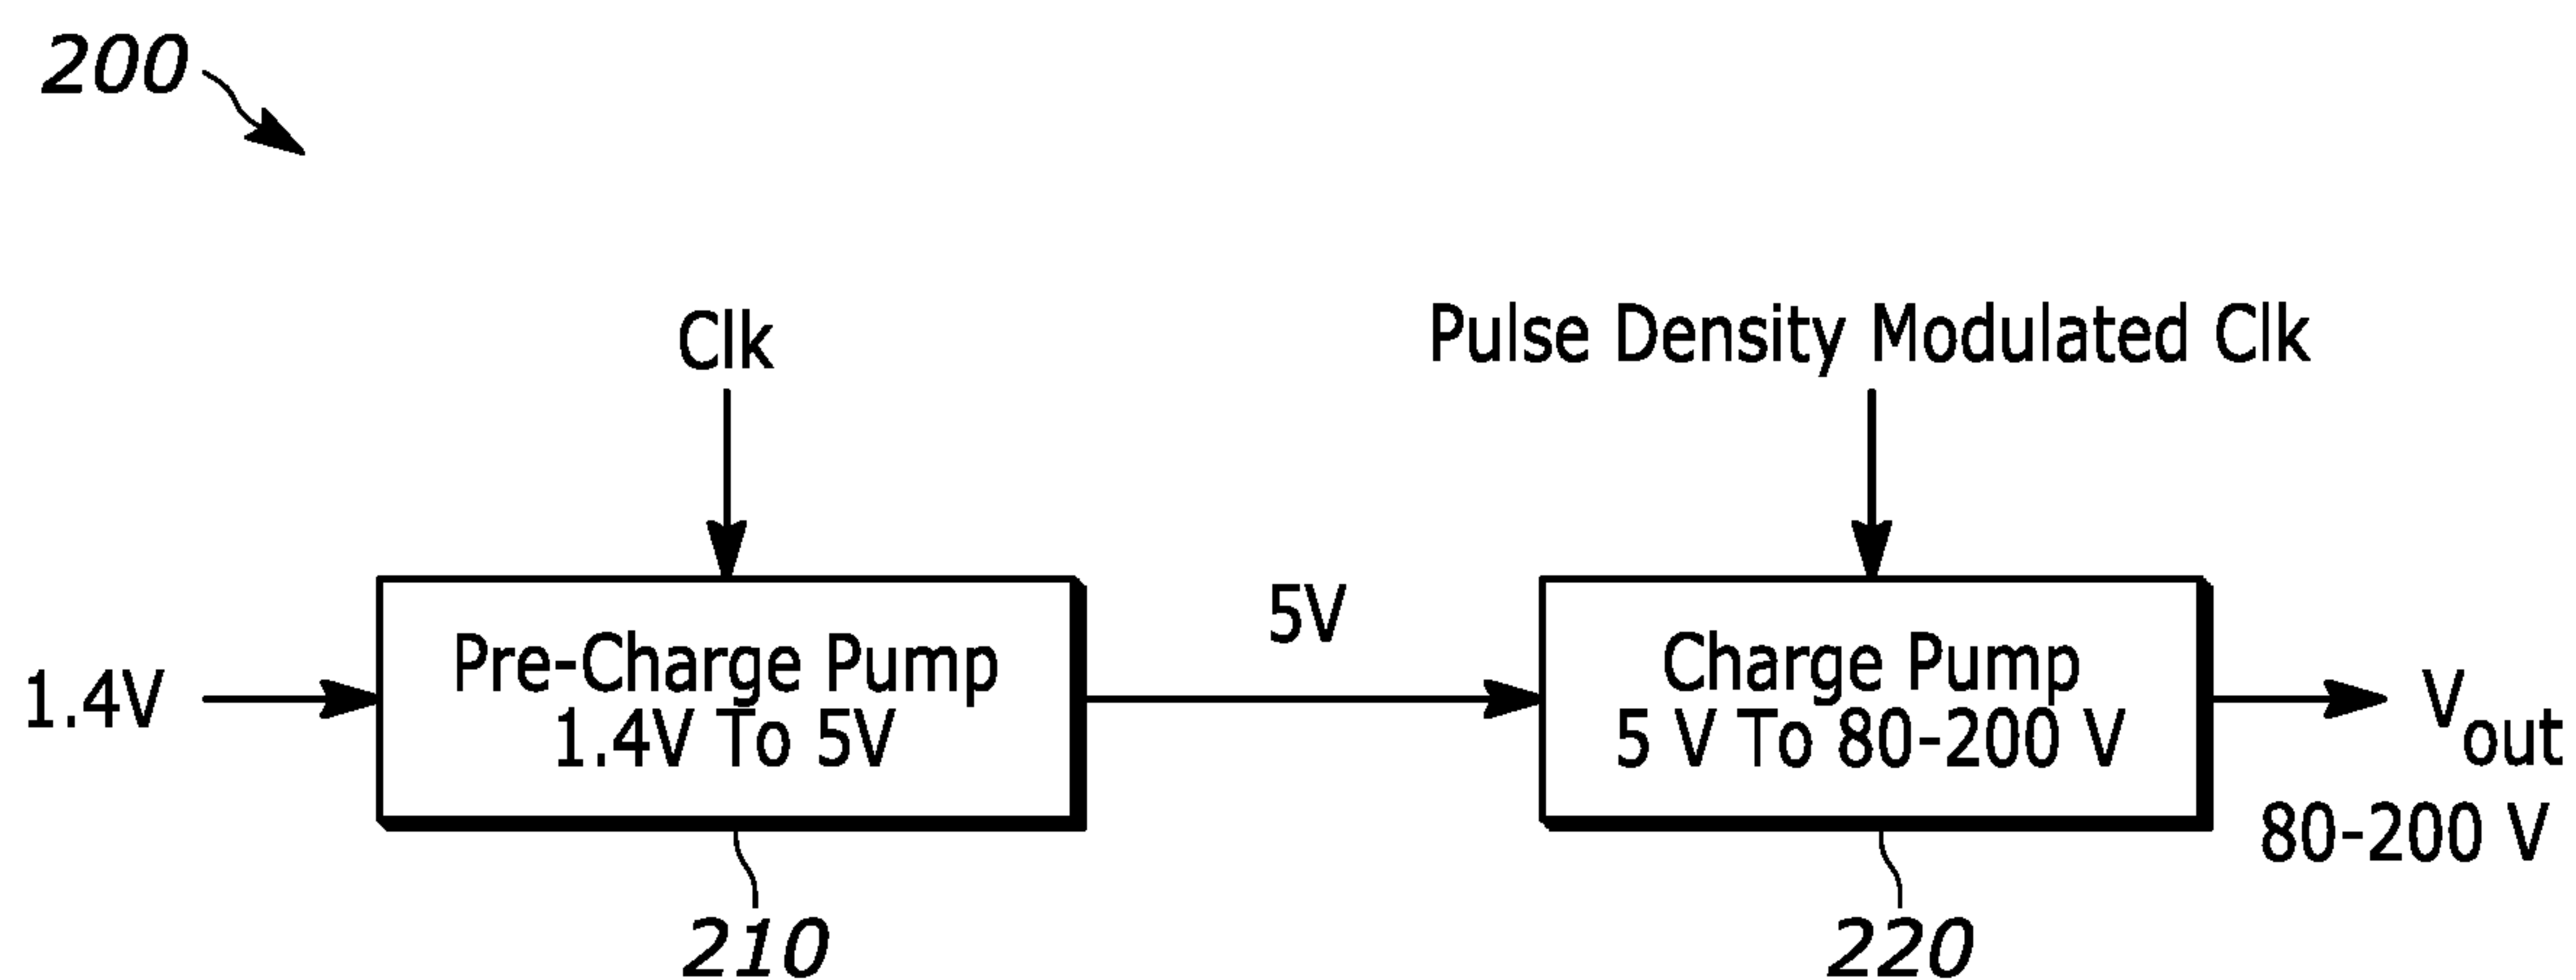 200
Clk
Pulse Density Modulated Clk
1.4V
Pre-Charge Pump
1.4V To 5V
5V
Charge Pump
5 V To 80-200 V
Vout
80-200 V
210
220